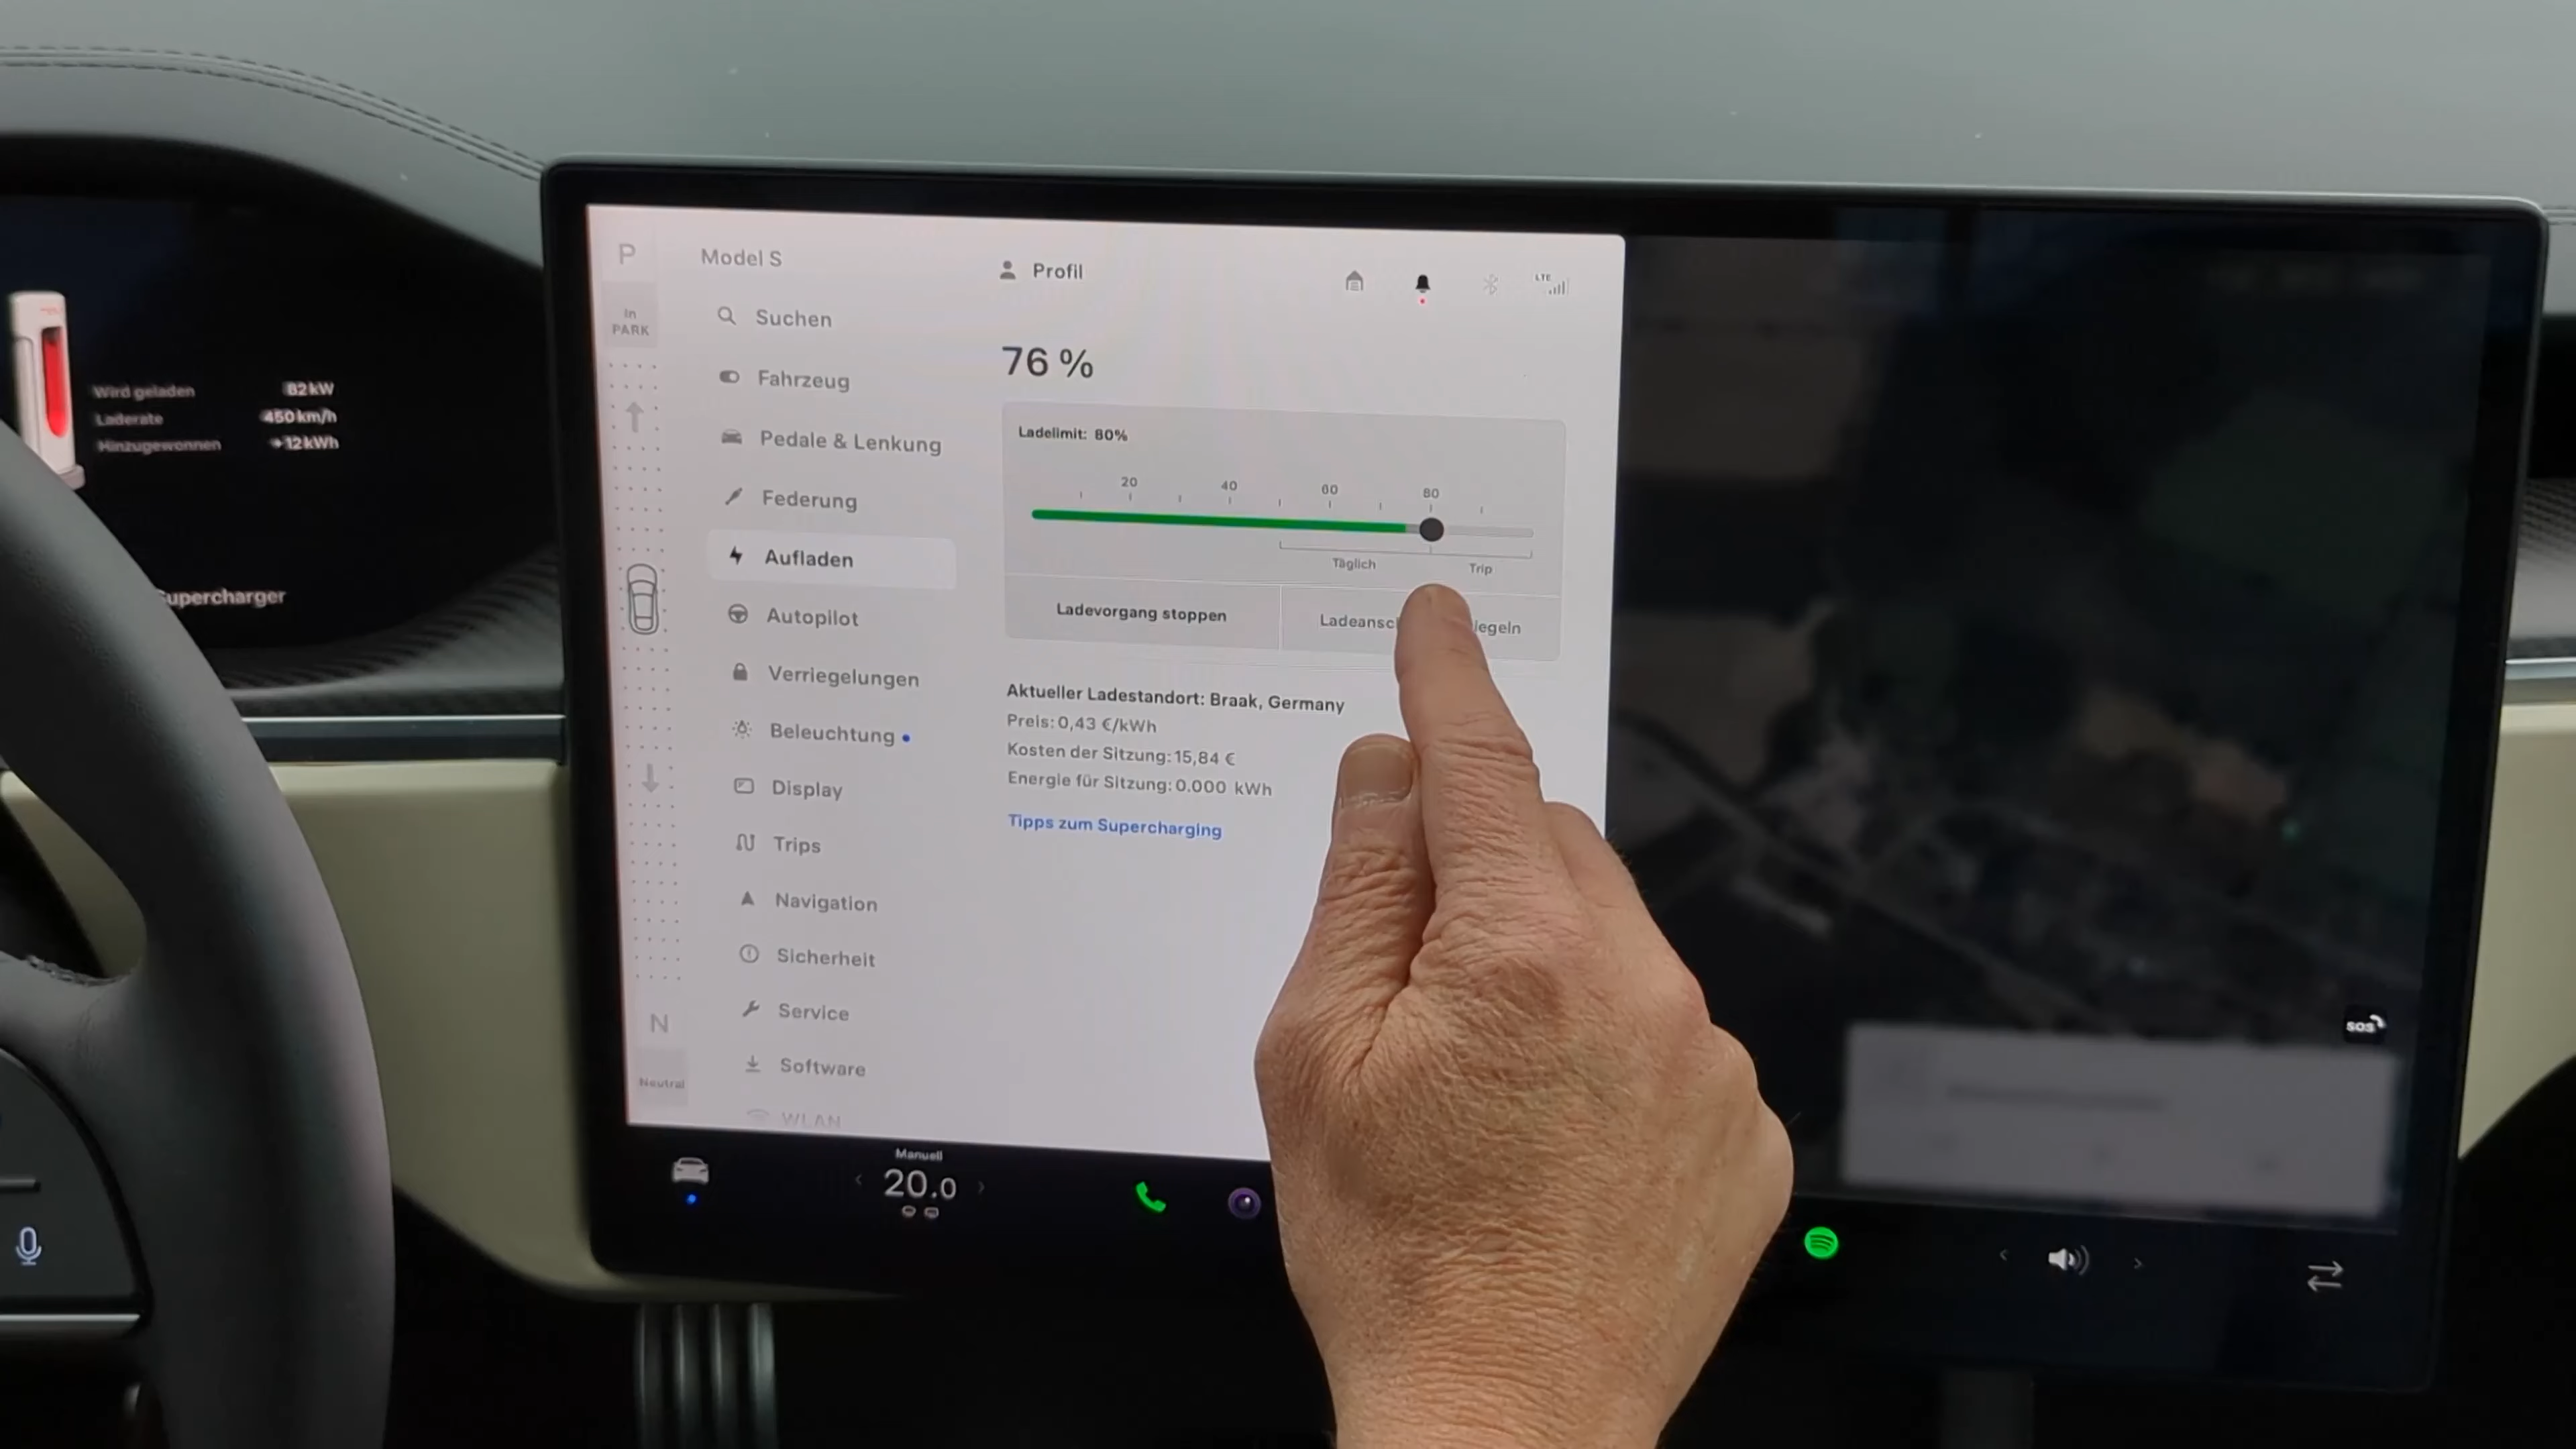 Wird geladen 82 kW
Laderate 450 km/h
Hinzugewonnen +12 kWh
Supercharger
P
In
PARK
N
Neutral
Model S
Suchen
Fahrzeug
Pedale & Lenkung
Federung
Aufladen
Autopilot
Verriegelungen
Beleuchtung
Display
Trips
Navigation
Sicherheit
Service
Software
WLAN
Profil
LTE
76 %
Ladelimit: 80%
20 40 60 80
Täglich Trip
Ladevorgang stoppen
Aktueller Ladestandort: Braak, Germany
Preis: 0,43 €/kWh
Kosten der Sitzung: 15,84 €
Energie für Sitzung: 0.000 kWh
Tipps zum Supercharging
Manuell
20.0
SOS